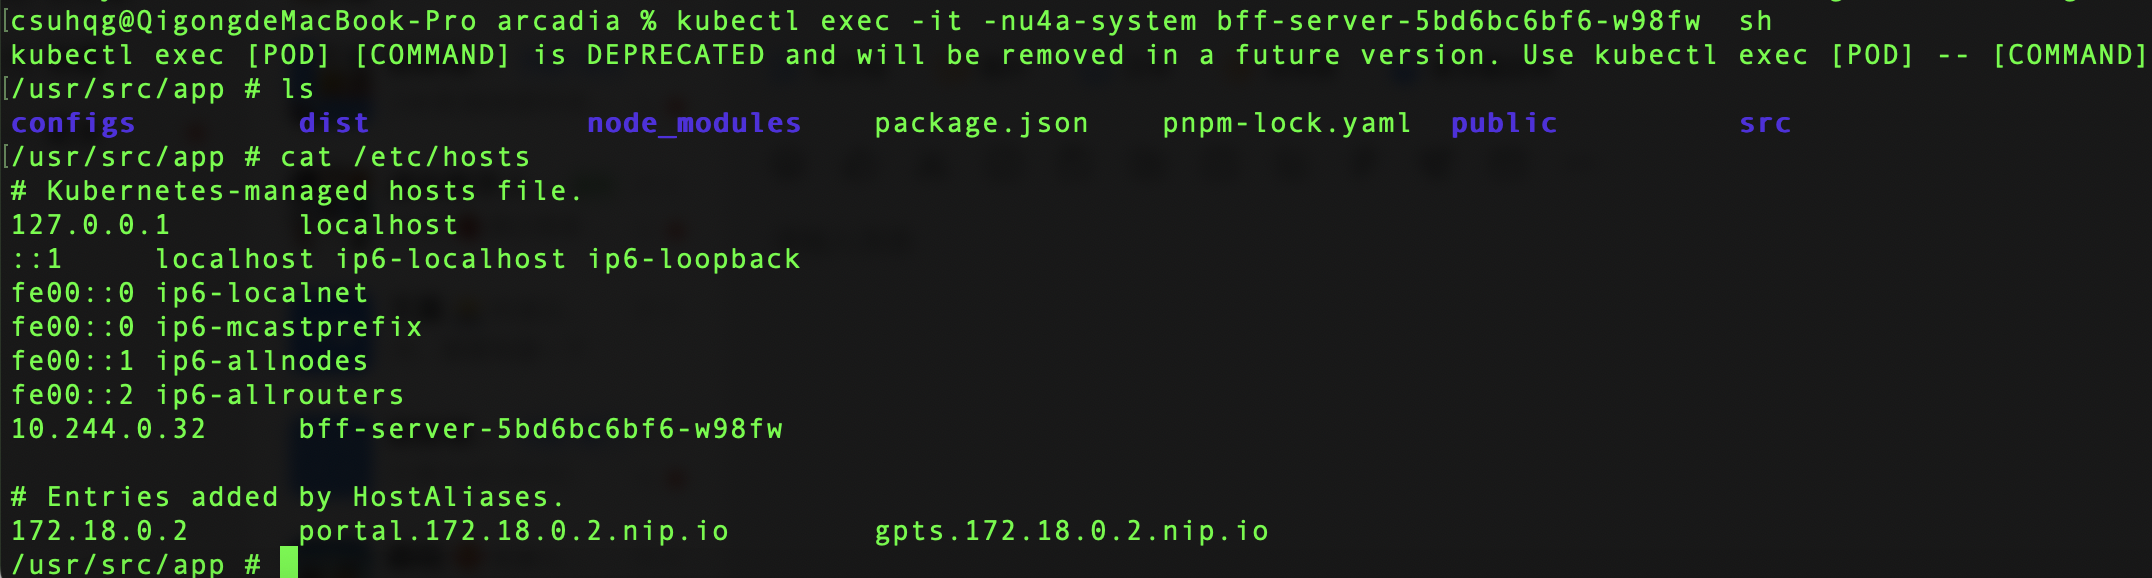 csuhqg@QigongdeMacBook-Pro arcadia % kubectl exec -it -nu4a-system bff-server-5bd6bc6bf6-w98fw  sh
kubectl exec [POD] [COMMAND] is DEPRECATED and will be removed in a future version. Use kubectl exec [POD] -- [COMMAND]
/usr/src/app # ls
configs         dist            node_modules    package.json    pnpm-lock.yaml  public          src
/usr/src/app # cat /etc/hosts
# Kubernetes-managed hosts file.
127.0.0.1       localhost
::1     localhost ip6-localhost ip6-loopback
fe00::0 ip6-localnet
fe00::0 ip6-mcastprefix
fe00::1 ip6-allnodes
fe00::2 ip6-allrouters
10.244.0.32     bff-server-5bd6bc6bf6-w98fw

# Entries added by HostAliases.
172.18.0.2      portal.172.18.0.2.nip.io        gpts.172.18.0.2.nip.io
/usr/src/app #